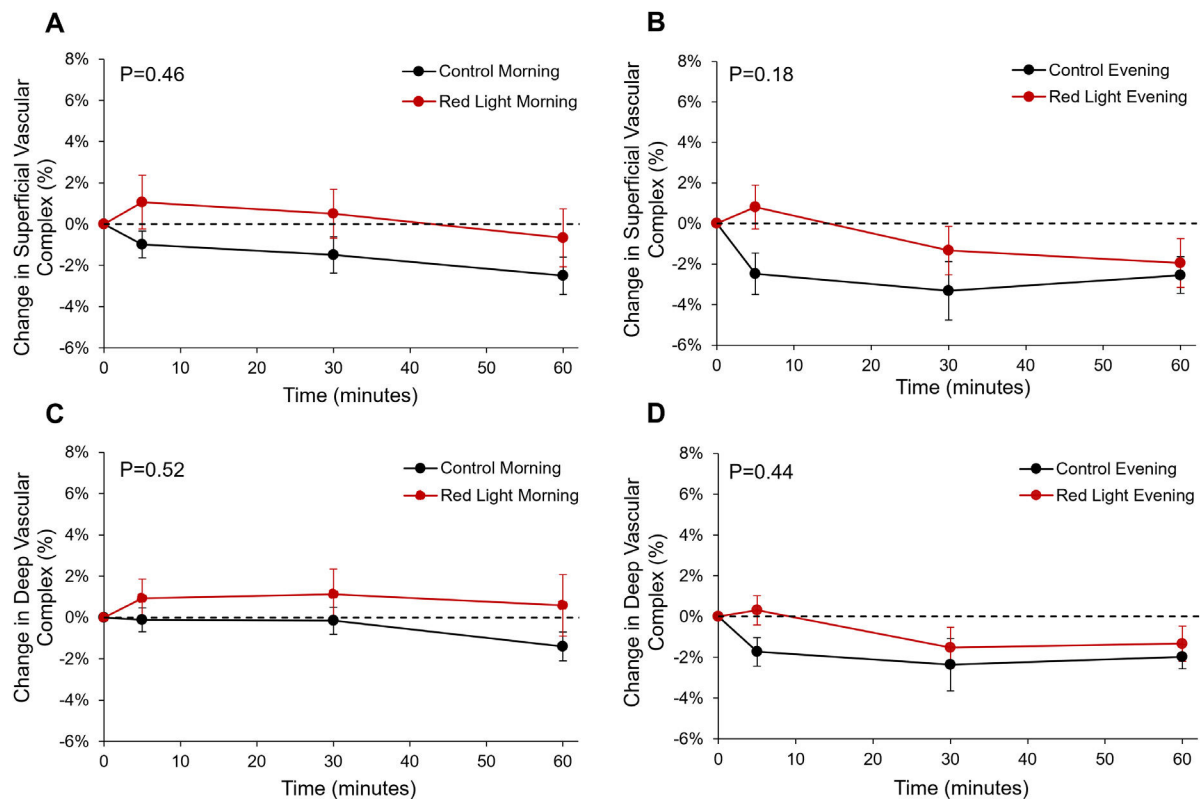 A
P=0.46
Control Morning
Red Light Morning
Change in Superficial Vascular
Complex (%)
8%
6%
4%
2%
0%
-2%
-4%
-6%
0 10 20 30 40 50 60
Time (minutes)
B
P=0.18
Control Evening
Red Light Evening
Change in Superficial Vascular
Complex (%)
8%
6%
4%
2%
0%
-2%
-4%
-6%
0 10 20 30 40 50 60
Time (minutes)
C
P=0.52
Control Morning
Red Light Morning
Change in Deep Vascular
Complex (%)
8%
6%
4%
2%
0%
-2%
-4%
-6%
0 10 20 30 40 50 60
Time (minutes)
D
P=0.44
Control Evening
Red Light Evening
Change in Deep Vascular
Complex (%)
8%
6%
4%
2%
0%
-2%
-4%
-6%
0 10 20 30 40 50 60
Time (minutes)